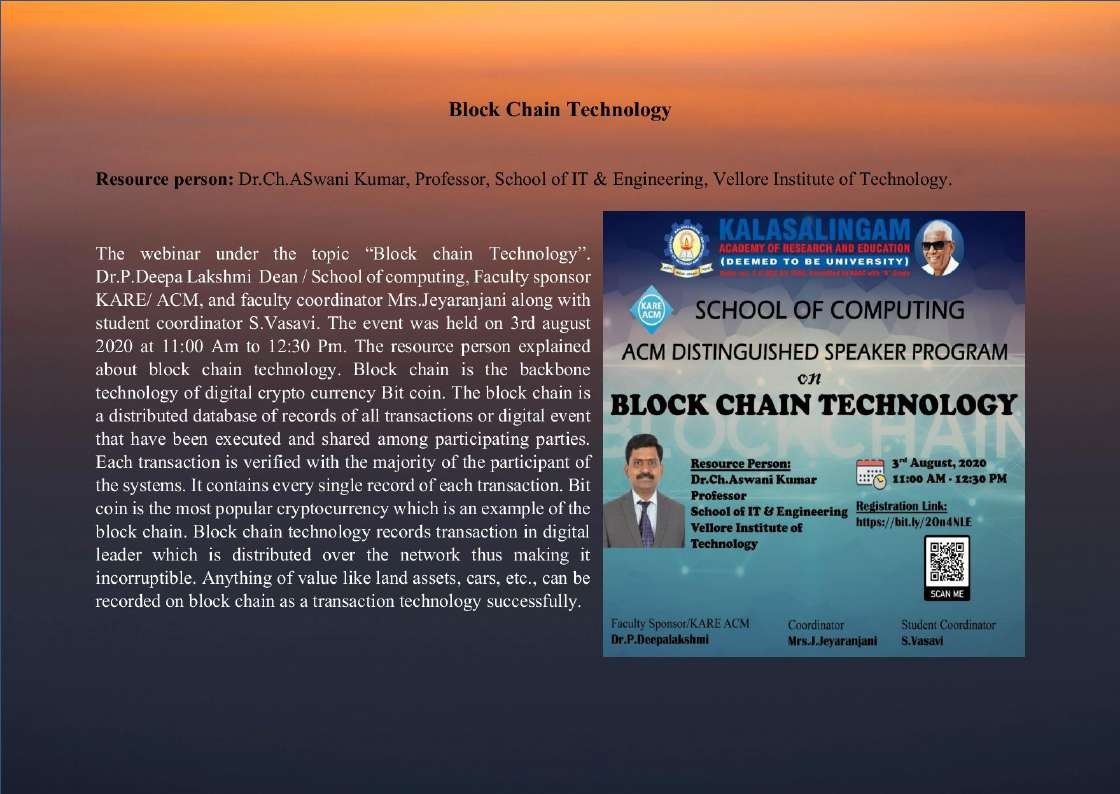 Block Chain Technology
Resource person: Dr.Ch.ASwani Kumar, Professor, School of IT & Engineering, Vellore Institute of Technology.
The webinar under the topic “Block chain Technology”.
Dr.P.Deepa Lakshmi Dean / School of computing, Faculty sponsor
KARE/ ACM, and faculty coordinator Mrs.Jeyaranjani along with
student coordinator S.Vasavi. The event was held on 3rd august
2020 at 11:00 Am to 12:30 Pm. The resource person explained
about block chain technology. Block chain is the backbone
technology of digital crypto currency Bit coin. The block chain is
a distributed database of records of all transactions or digital event
that have been executed and shared among participating parties.
Each transaction is verified with the majority of the participant of
the systems. It contains every single record of each transaction. Bit
coin is the most popular cryptocurrency which is an example of the
block chain. Block chain technology records transaction in digital
leader which is distributed over the network thus making it
incorruptible. Anything of value like land assets, cars, etc., can be
recorded on block chain as a transaction technology successfully.
KALASALINGAM
ACADEMY OF RESEARCH AND EDUCATION
(DEEMED TO BE UNIVERSITY)
KARE
ACM
SCHOOL OF COMPUTING
ACM DISTINGUISHED SPEAKER PROGRAM
on
BLOCK CHAIN TECHNOLOGY
BLOCKCHAIN
Resource Person:
Dr.Ch.Aswani Kumar
Professor
School of IT & Engineering
Vellore Institute of
Technology
3rd August, 2020
11:00 AM - 12:30 PM
Registration Link:
https://bit.ly/2On4NLE
SCAN ME
Faculty Sponsor/KARE ACM
Dr.P.Deepalakshmi
Coordinator
Mrs.J.Jeyaranjani
Student Coordinator
S.Vasavi